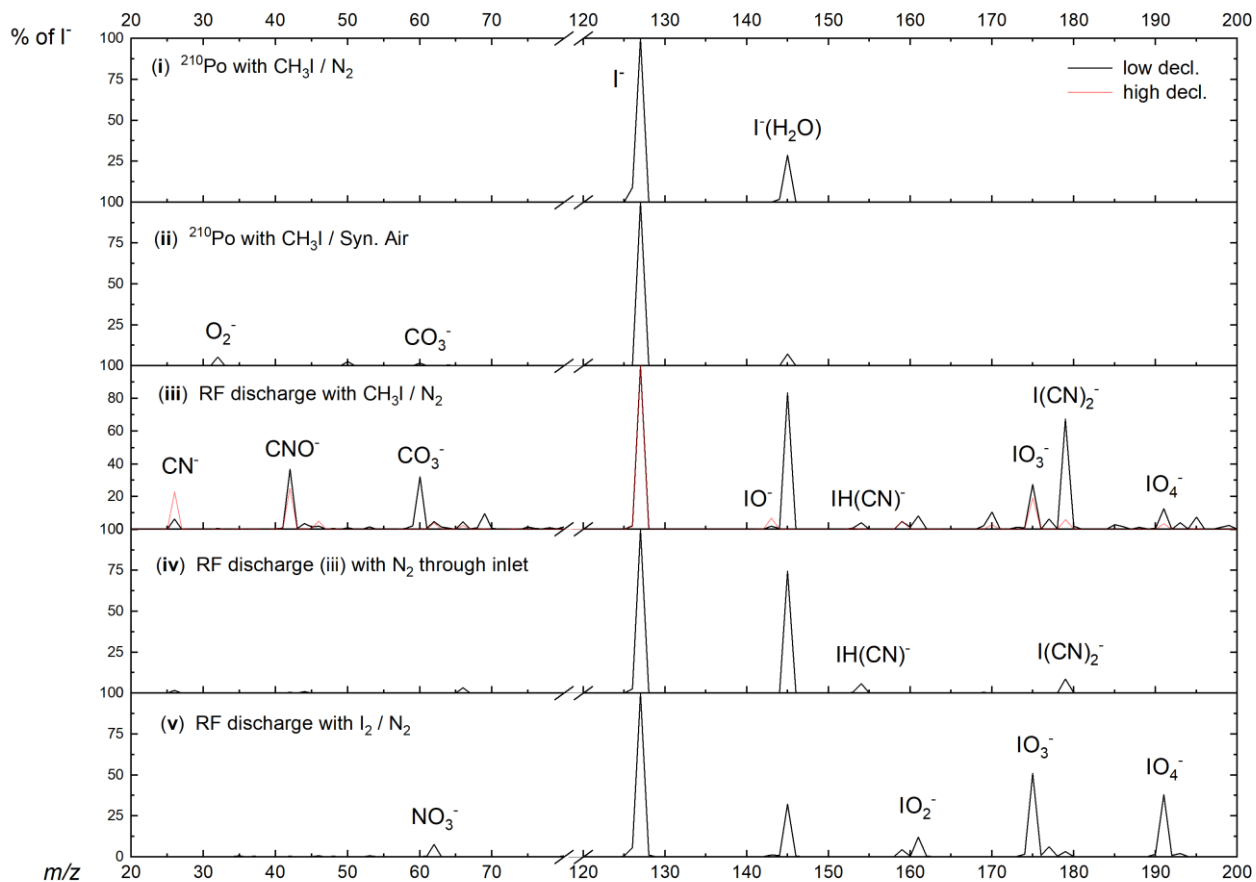 20 30 40 50 60 70 120 130 140 150 160 170 180 190 200
% of I⁻
100
75
50
25
(i) ²¹⁰Po with CH₃I / N₂
I⁻
I⁻(H₂O)
low decl.
high decl.
100
75
50
25
(ii) ²¹⁰Po with CH₃I / Syn. Air
O₂⁻
CO₃⁻
100
80
60
40
20
(iii) RF discharge with CH₃I / N₂
CN⁻
CNO⁻
CO₃⁻
IO⁻
IH(CN)⁻
IO₃⁻
I(CN)₂⁻
IO₄⁻
100
75
50
25
(iv) RF discharge (iii) with N₂ through inlet
IH(CN)⁻
I(CN)₂⁻
100
75
50
25
0
(v) RF discharge with I₂ / N₂
NO₃⁻
IO₂⁻
IO₃⁻
IO₄⁻
m/z
20 30 40 50 60 70 120 130 140 150 160 170 180 190 200